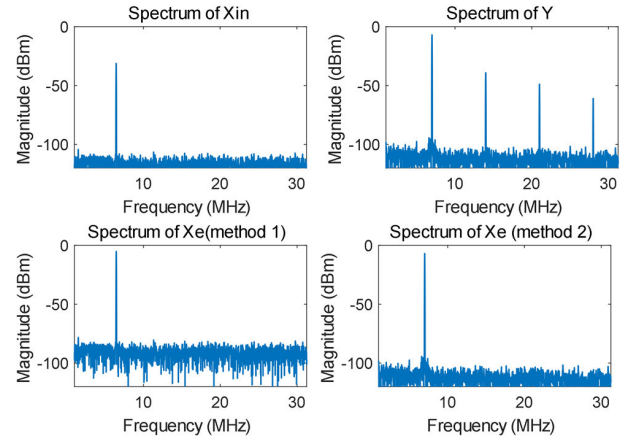 Spectrum of Xin
Magnitude (dBm)
0
-50
-100
10 20 30
Frequency (MHz)
Spectrum of Y
Magnitude (dBm)
0
-50
-100
10 20 30
Frequency (MHz)
Spectrum of Xe(method 1)
Magnitude (dBm)
0
-50
-100
10 20 30
Frequency (MHz)
Spectrum of Xe (method 2)
Magnitude (dBm)
0
-50
-100
10 20 30
Frequency (MHz)